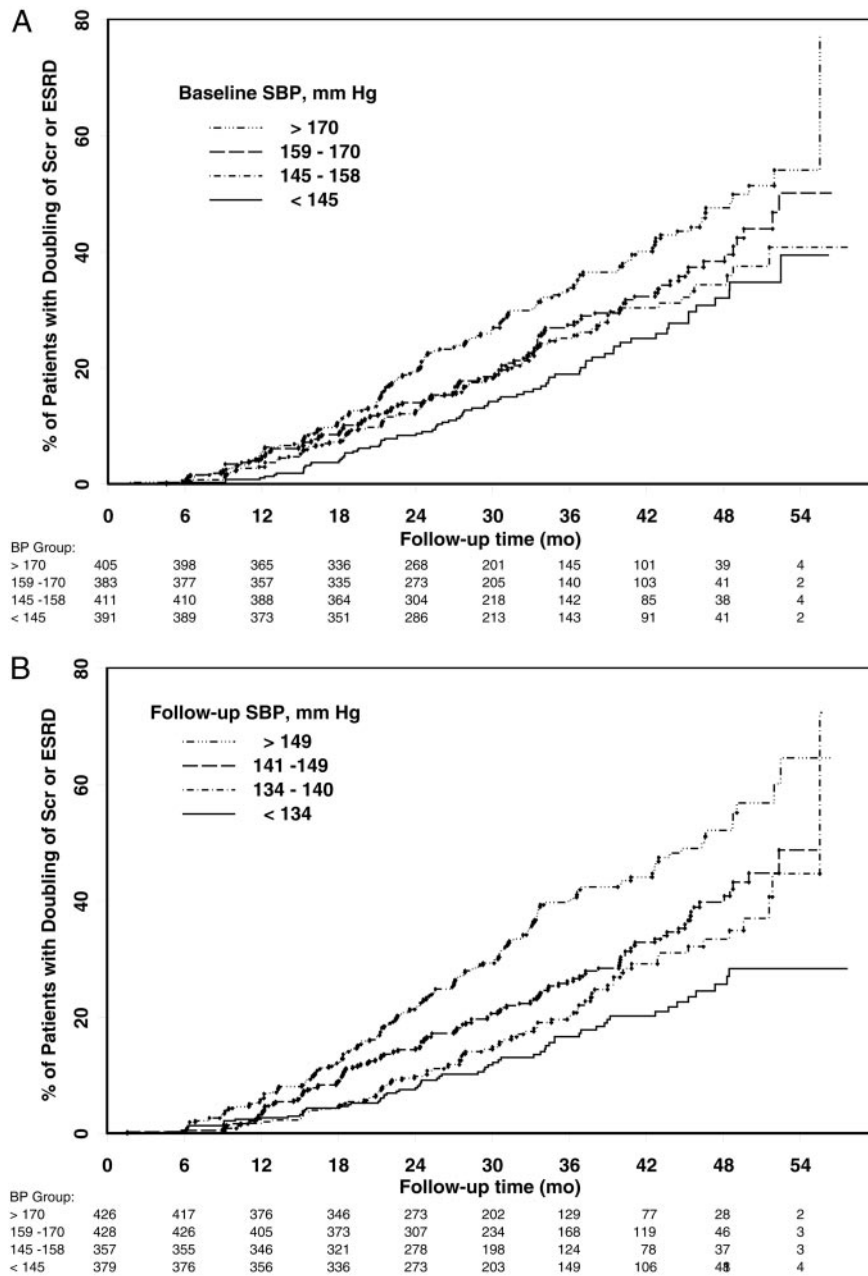 A
% of Patients with Doubling of Scr or ESRD
80
60
40
20
0
Baseline SBP, mm Hg
> 170
159 - 170
145 - 158
< 145
0 6 12 18 24 30 36 42 48 54
Follow-up time (mo)
BP Group:
> 170 405 398 365 336 268 201 145 101 39 4
159 -170 383 377 357 335 273 205 140 103 41 2
145 -158 411 410 388 364 304 218 142 85 38 4
< 145 391 389 373 351 286 213 143 91 41 2
B
% of Patients with Doubling of Scr or ESRD
80
60
40
20
0
Follow-up SBP, mm Hg
> 149
141 -149
134 - 140
< 134
0 6 12 18 24 30 36 42 48 54
Follow-up time (mo)
BP Group:
> 170 426 417 376 346 273 202 129 77 28 2
159 -170 428 426 405 373 307 234 168 119 46 3
145 -158 357 355 346 321 278 198 124 78 37 3
< 145 379 376 356 336 273 203 149 106 4